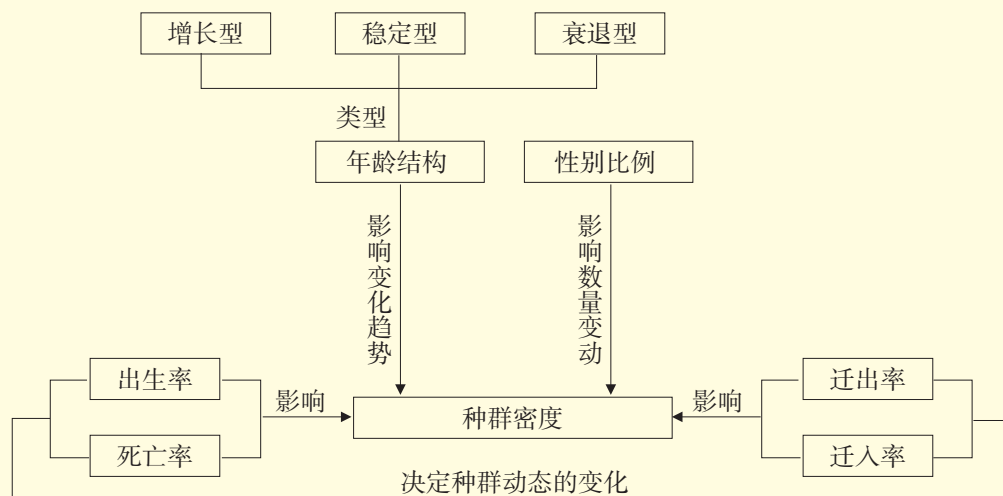 增长型
稳定型
衰退型
类型
年龄结构
性别比例
影响变化趋势
影响数量变动
出生率
死亡率
影响
种群密度
影响
迁出率
迁入率
决定种群动态的变化